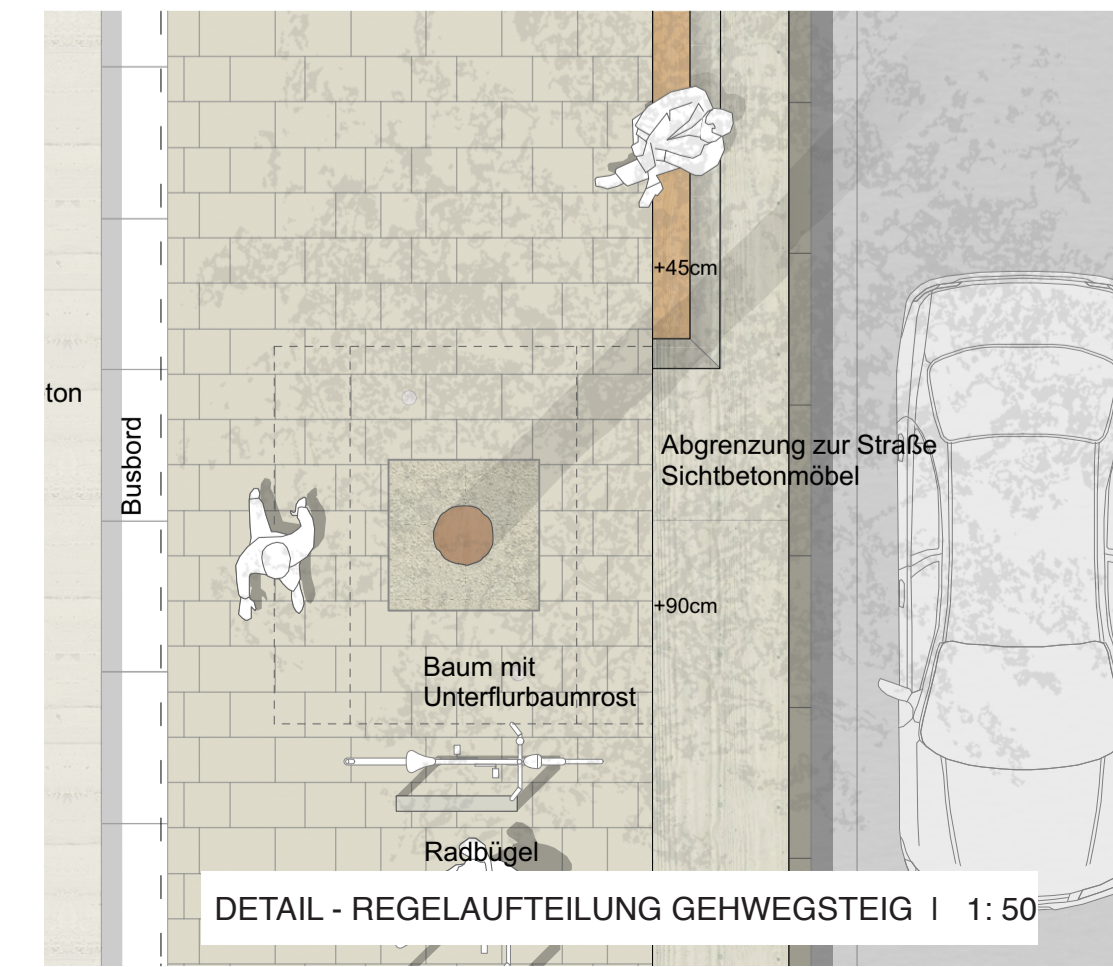 +45cm
ton
Busbord
Abgrenzung zur Straße
Sichtbetonmöbel
+90cm
Baum mit
Unterflurbaumrost
Radbügel
DETAIL - REGELAUFTEILUNG GEHWEGSTEIG | 1: 50